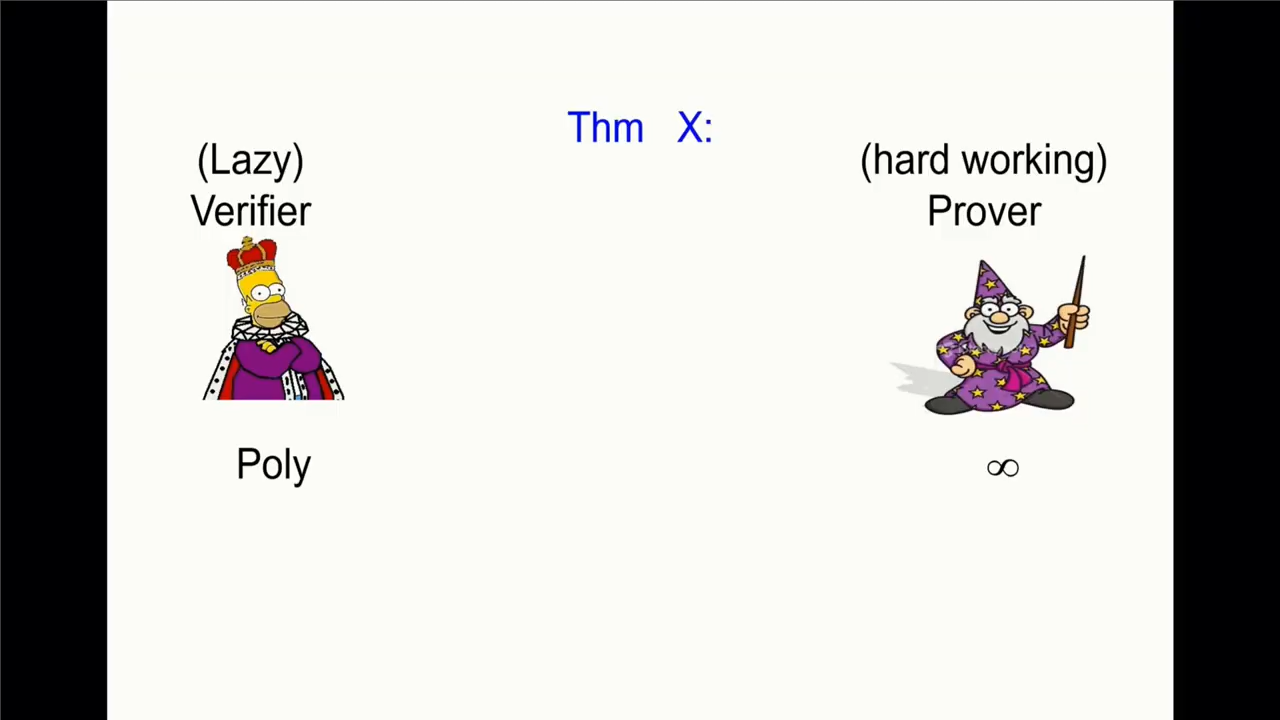 Thm X:
(Lazy)
Verifier
(hard working)
Prover
Poly
∞